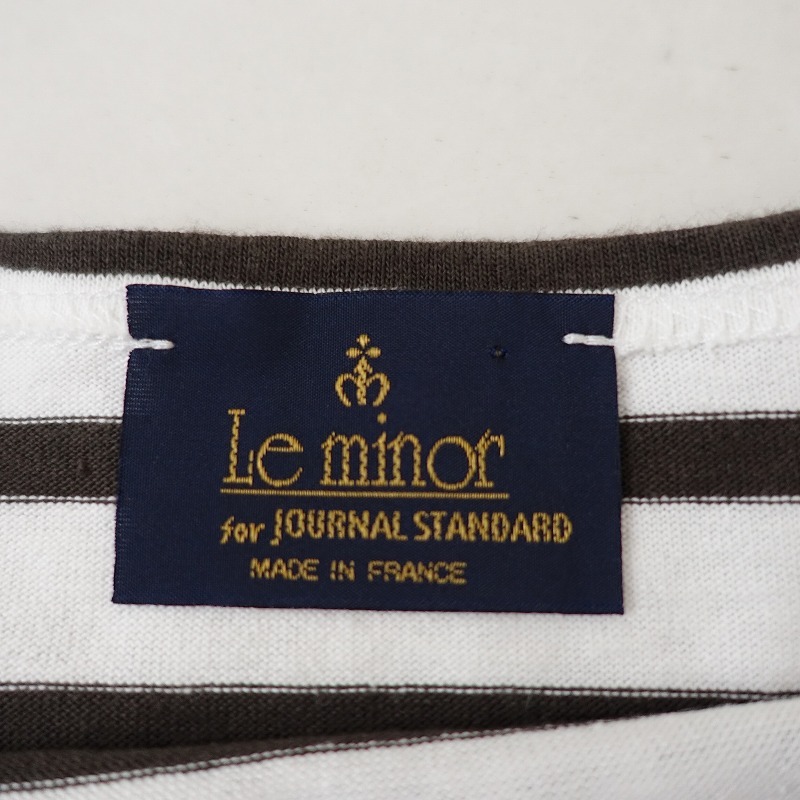 Le minor
for JOURNAL STANDARD
MADE IN FRANCE